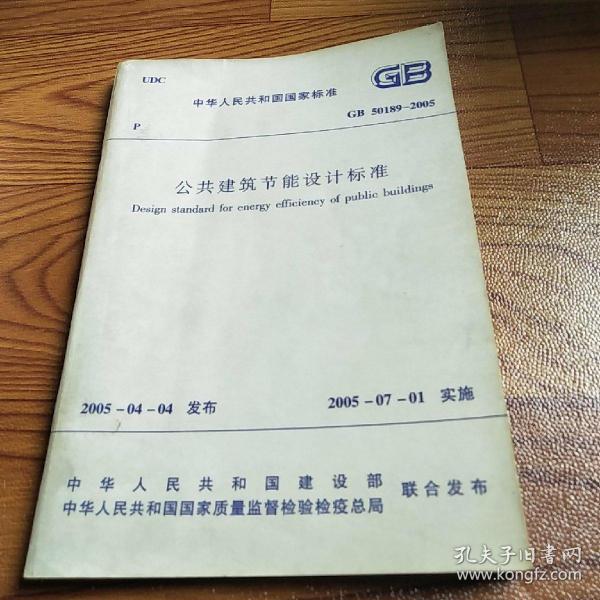 UDC
中华人民共和国国家标准
GB
P
GB 50189-2005
公共建筑节能设计标准
Design standard for energy efficiency of public buildings
2005-04-04 发布
2005-07-01 实施
中华人民共和国建设部
中华人民共和国国家质量监督检验检疫总局
联合发布
孔夫子旧书网
www.kongfz.com